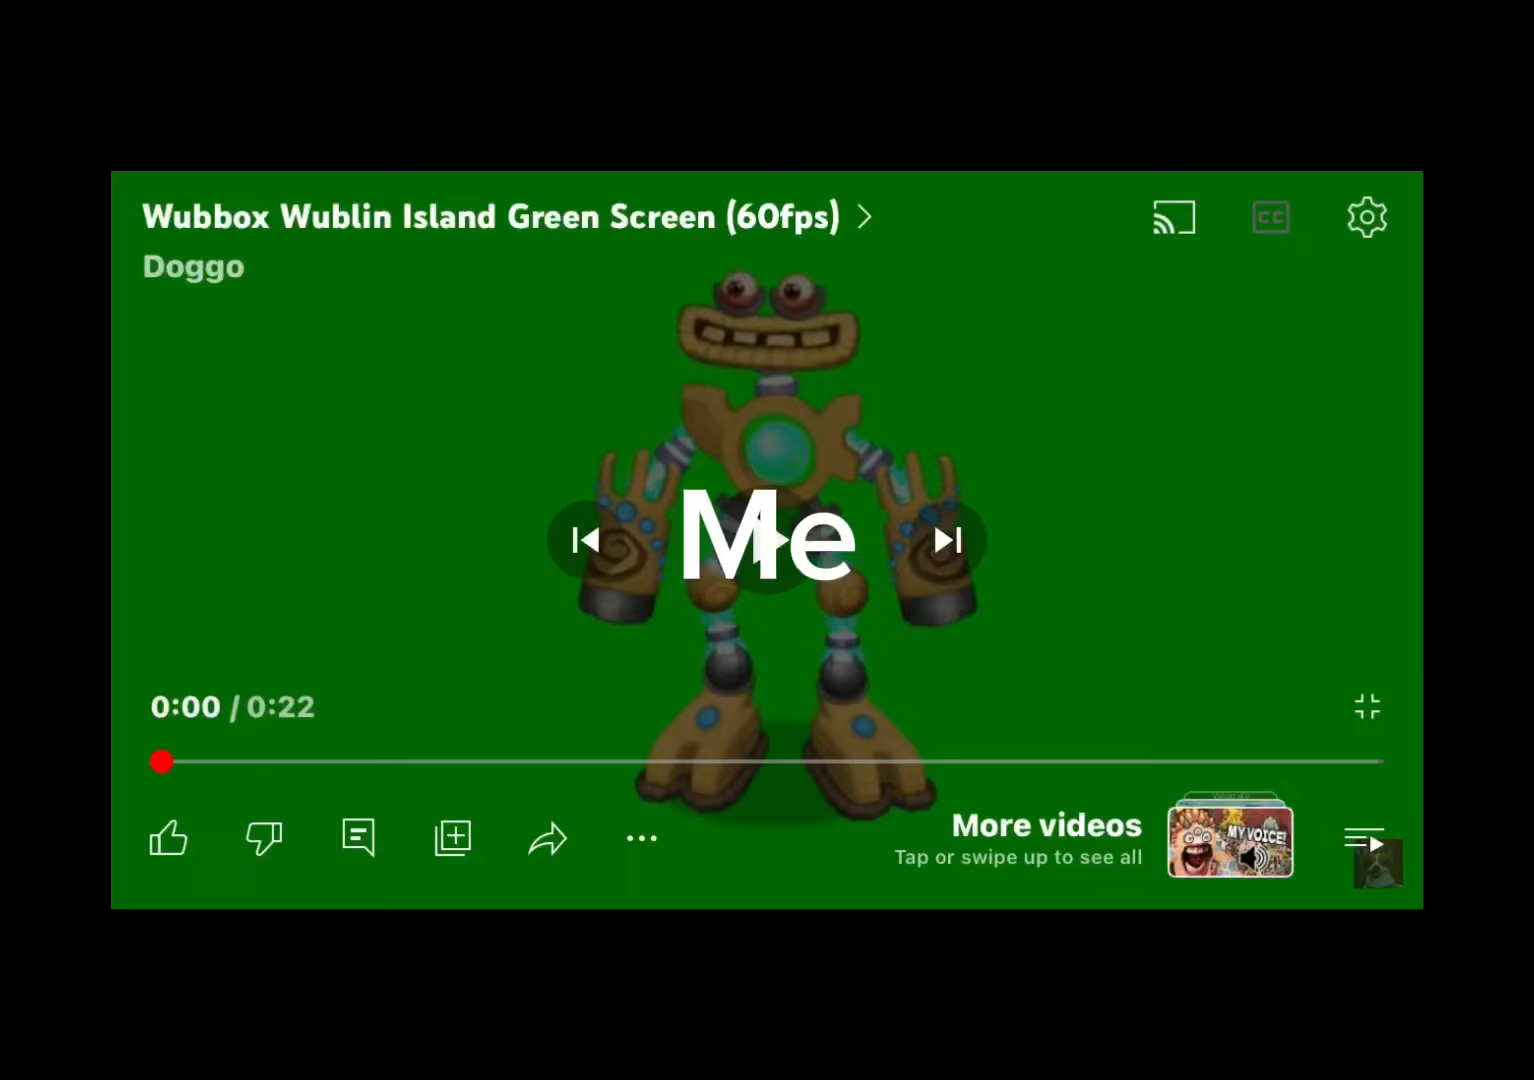 Wubbox Wublin Island Green Screen (60fps)
CC
Doggo
Me
0:00 / 0:22
More videos
Tap or swipe up to see all
MY VOICE!